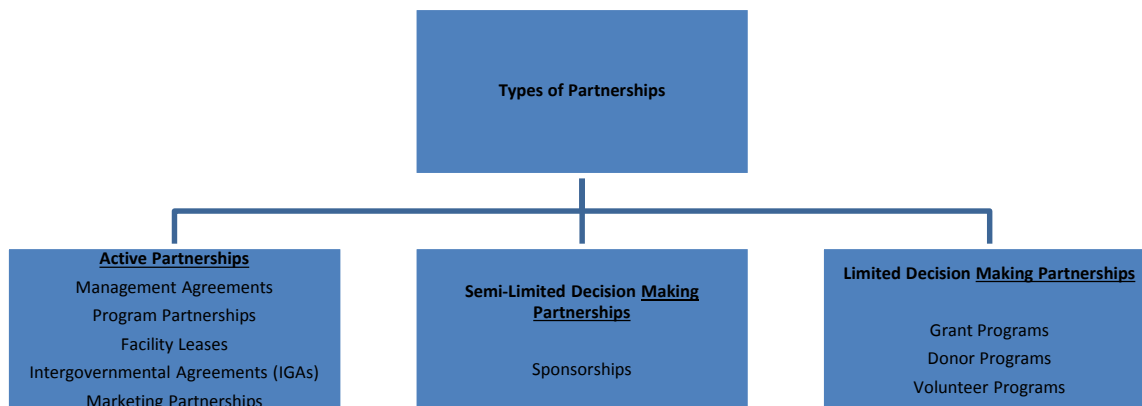 Types of Partnerships
Active Partnerships
Management Agreements
Program Partnerships
Facility Leases
Intergovernmental Agreements (IGAs)
Marketing Partnerships
Semi-Limited Decision Making
Partnerships
Sponsorships
Limited Decision Making Partnerships
Grant Programs
Donor Programs
Volunteer Programs